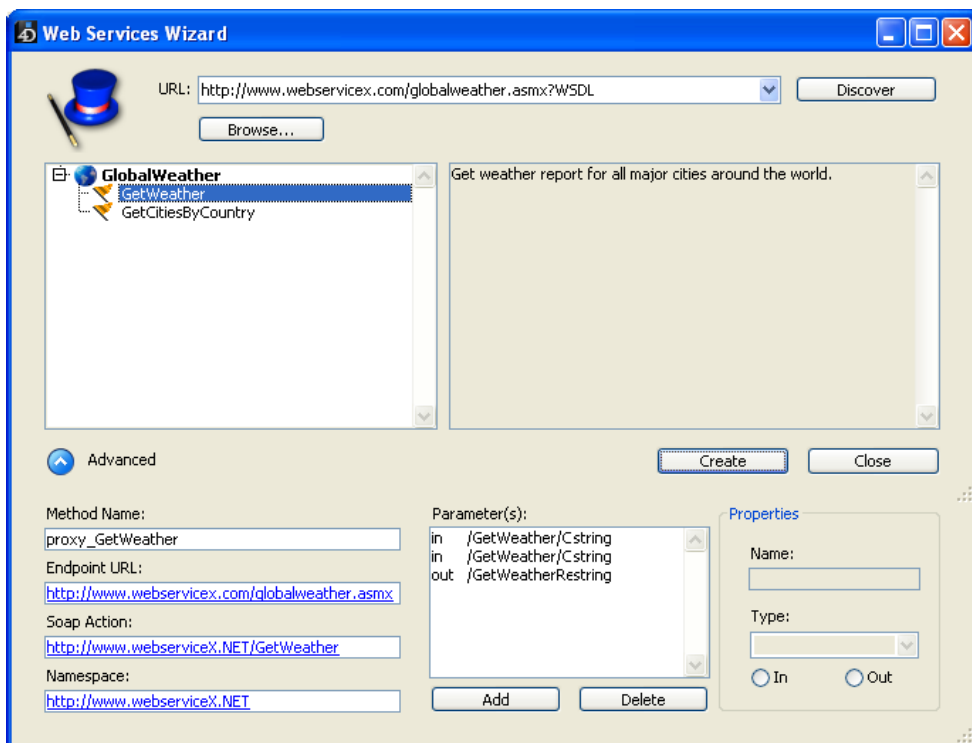 Web Services Wizard
URL: http://www.webservicex.com/globalweather.asmx?WSDL Discover
Browse...
GlobalWeather
GetWeather
GetCitiesByCountry
Get weather report for all major cities around the world.
Advanced
Create Close
Method Name:
proxy_GetWeather
Endpoint URL:
http://www.webservicex.com/globalweather.asmx
Soap Action:
http://www.webserviceX.NET/GetWeather
Namespace:
http://www.webserviceX.NET
Parameter(s):
in /GetWeather/Cstring
in /GetWeather/Cstring
out /GetWeatherRestring
Add Delete
Properties
Name:
Type:
In Out